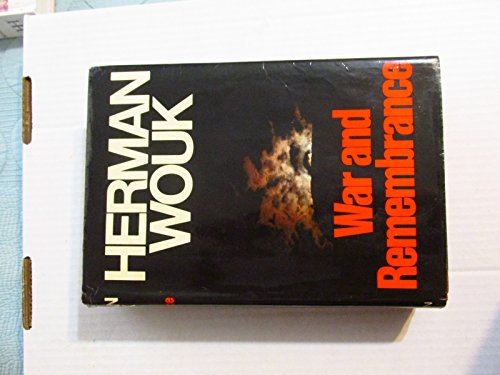 HERMAN
WOUK
War and
Remembrance
N
e